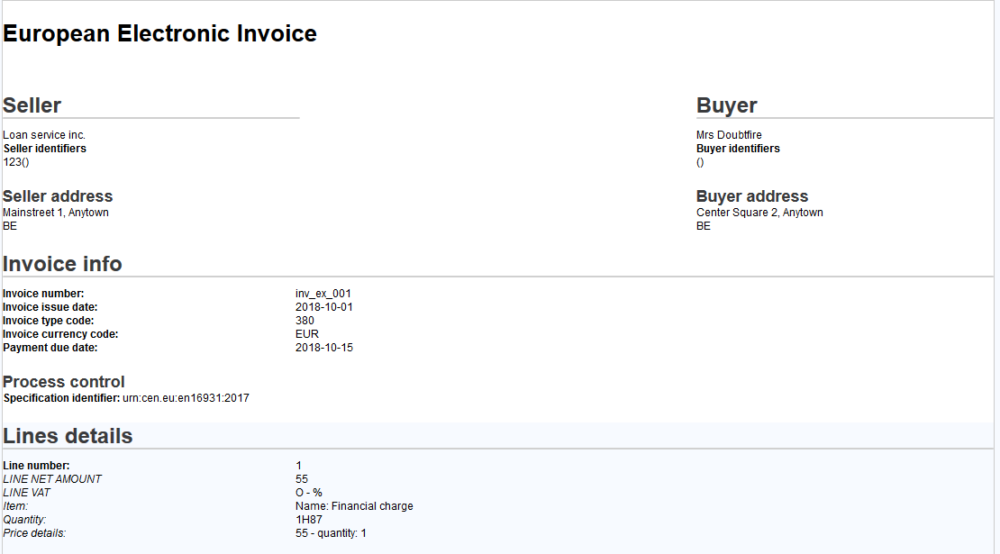 European Electronic Invoice
Seller
Loan service inc.
Seller identifiers
123()
Seller address
Mainstreet 1, Anytown
BE
Buyer
Mrs Doubtfire
Buyer identifiers
()
Buyer address
Center Square 2, Anytown
BE
Invoice info
Invoice number: inv_ex_001
Invoice issue date: 2018-10-01
Invoice type code: 380
Invoice currency code: EUR
Payment due date: 2018-10-15
Process control
Specification identifier: urn:cen.eu:en16931:2017
Lines details
Line number: 1
LINE NET AMOUNT 55
LINE VAT O - %
Item: Name: Financial charge
Quantity: 1H87
Price details: 55 - quantity: 1